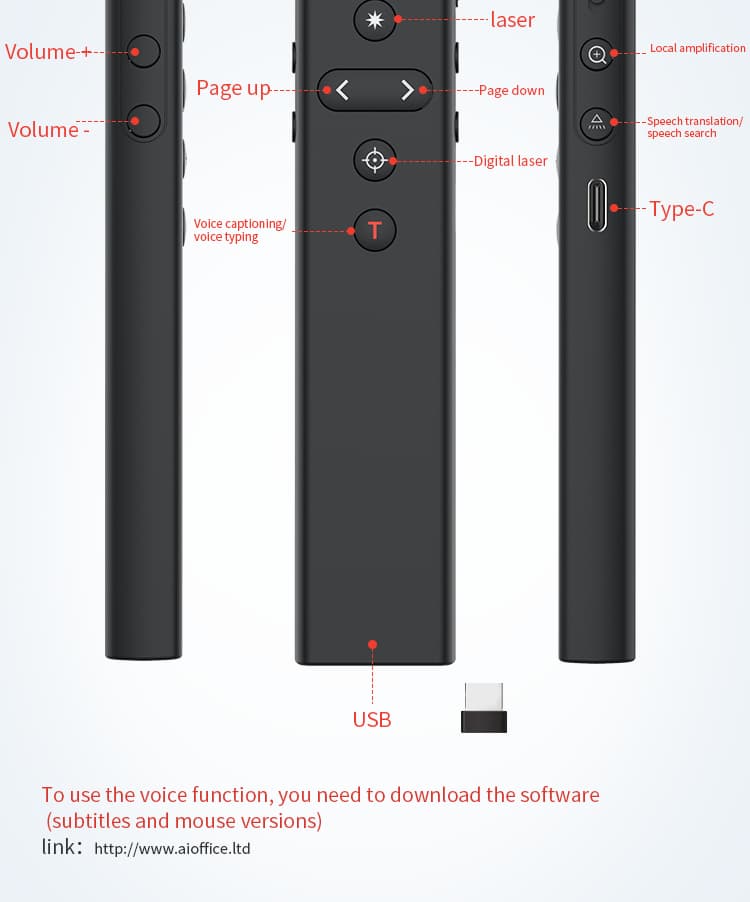 laser
Volume+
Local amplification
Page up
Page down
Volume -
Speech translation/
speech search
Digital laser
Type-C
Voice captioning/
voice typing
T
USB
To use the voice function, you need to download the software
(subtitles and mouse versions)
link：http://www.aioffice.ltd